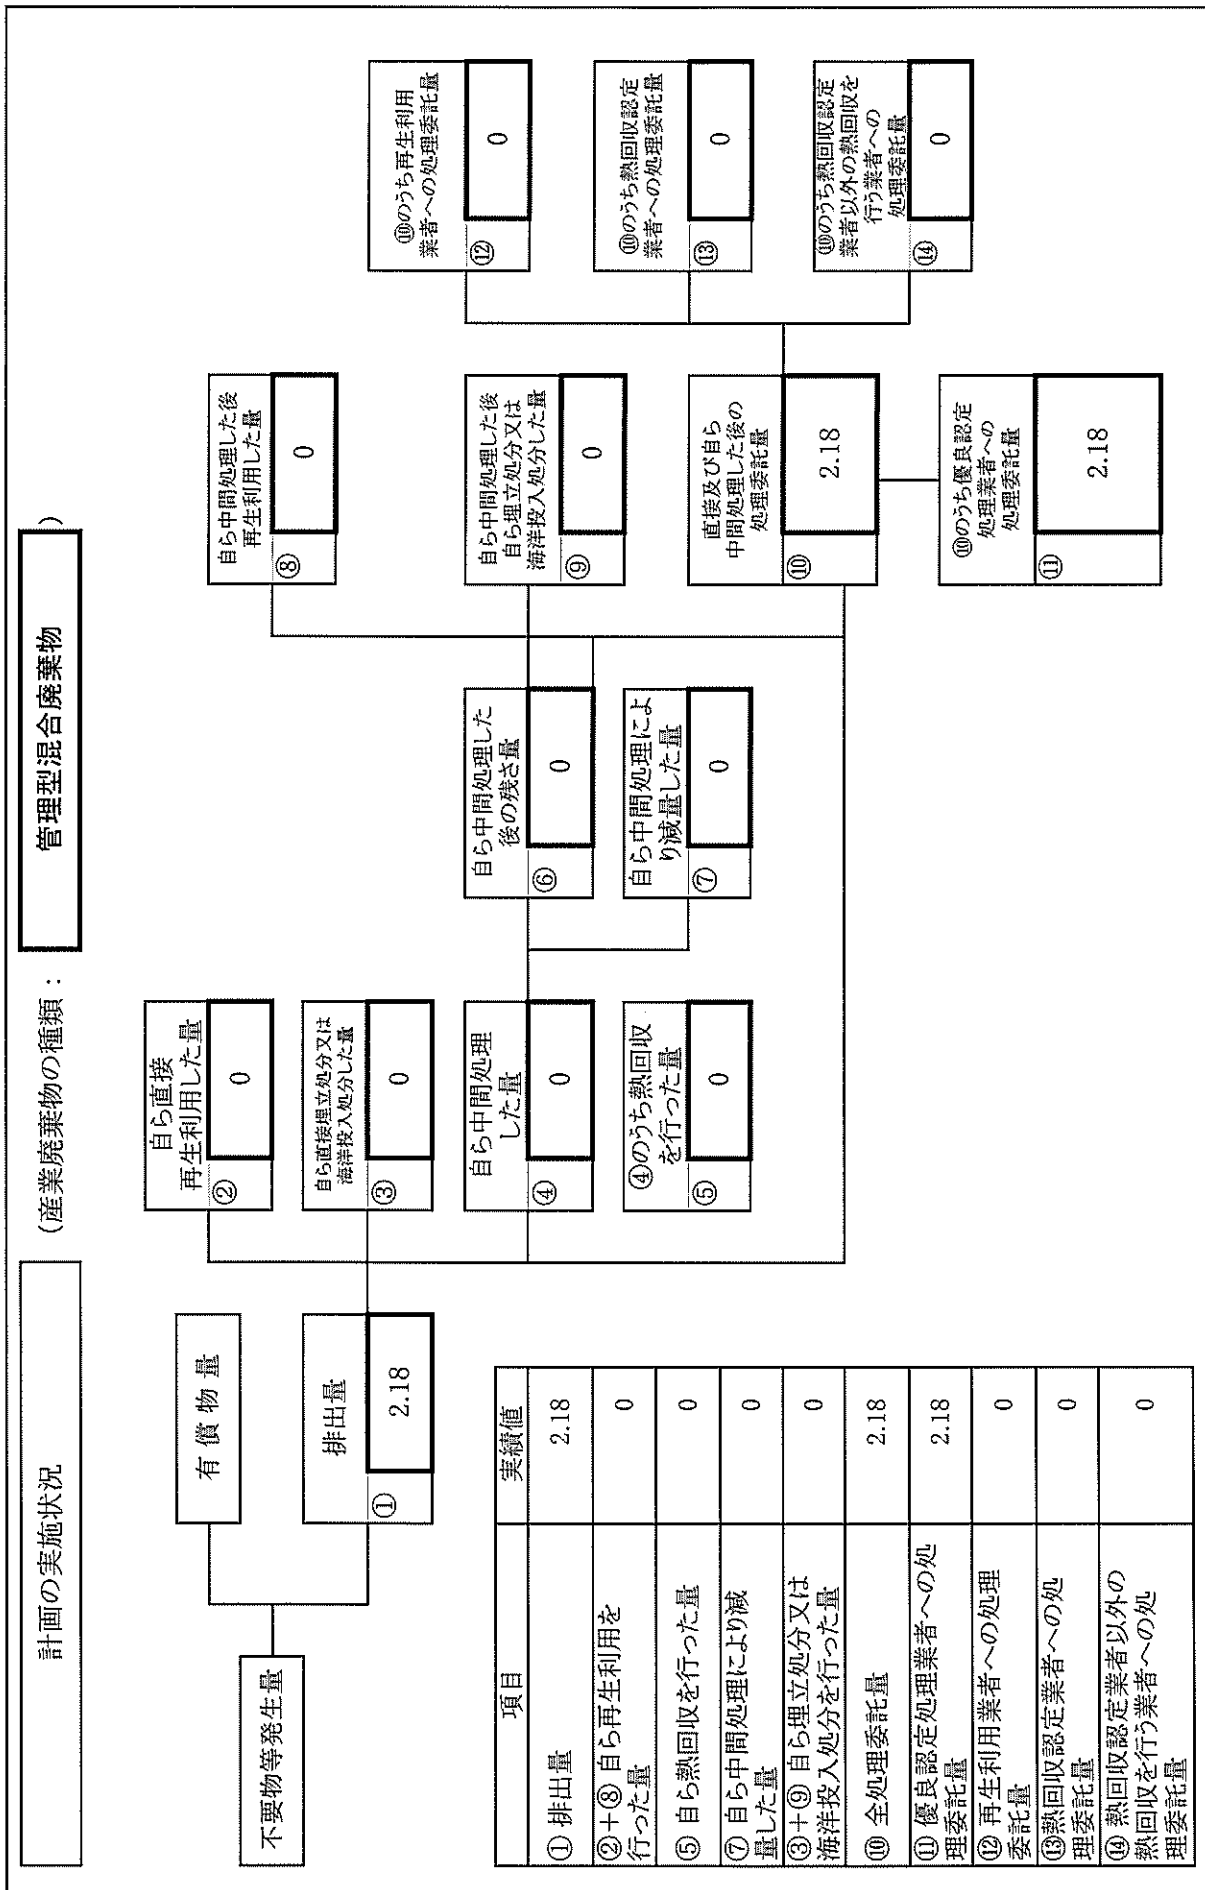 計画の実施状況
(産業廃棄物の種類：
管理型混合廃棄物
)
不要物等発生量
有償物量
排出量
①
2.18
自ら直接
再生利用した量
②
0
自ら直接埋立処分又は
海洋投入処分した量
③
0
自ら中間処理
した量
④
0
④のうち熱回収
を行った量
⑤
0
自ら中間処理した
後の残さ量
⑥
0
自ら中間処理によ
り減量した量
⑦
0
自ら中間処理した後
再生利用した量
⑧
0
自ら中間処理した後
自ら埋立処分又は
海洋投入処分した量
⑨
0
直接及び自ら
中間処理した後の
処理委託量
⑩
2.18
⑩のうち優良認定
処理業者への
処理委託量
⑪
2.18
⑩のうち再生利用
業者への処理委託量
⑫
0
⑩のうち熱回収認定
業者への処理委託量
⑬
0
⑩のうち熱回収認定
業者以外の熱回収を
行う業者への
処理委託量
⑭
0
項目 実績値
① 排出量 2.18
②+⑧ 自ら再生利用を
行った量 0
⑤ 自ら熱回収を行った量 0
⑦ 自ら中間処理により減
量した量 0
③+⑨ 自ら埋立処分又は
海洋投入処分を行った量 0
⑩ 全処理委託量 2.18
⑪ 優良認定処理業者への処
理委託量 2.18
⑫ 再生利用業者への処理
委託量 0
⑬熱回収認定業者への処
理委託量 0
⑭ 熱回収認定業者以外の
熱回収を行う業者への処
理委託量 0